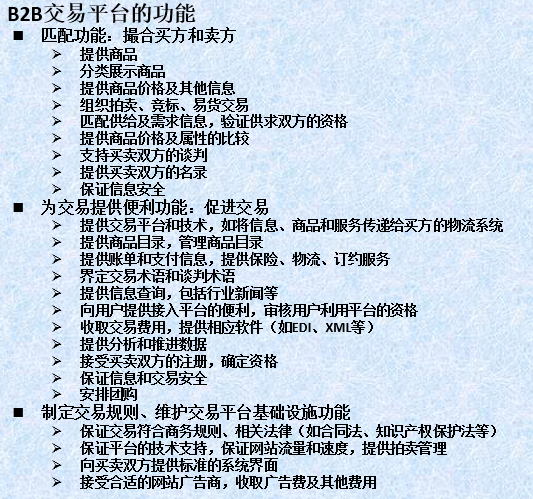 B2B交易平台的功能
■ 匹配功能：撮合买方和卖方
➢ 提供商品
➢ 分类展示商品
➢ 提供商品价格及其他信息
➢ 组织拍卖、竞标、易货交易
➢ 匹配供给及需求信息，验证供求双方的资格
➢ 提供商品价格及属性的比较
➢ 支持买卖双方的谈判
➢ 提供买卖双方的名录
➢ 保证信息安全
■ 为交易提供便利功能：促进交易
➢ 提供交易平台和技术，如将信息、商品和服务传递给买方的物流系统
➢ 提供商品目录，管理商品目录
➢ 提供账单和支付信息，提供保险、物流、订约服务
➢ 界定交易术语和谈判术语
➢ 提供信息查询，包括行业新闻等
➢ 向用户提供接入平台的便利，审核用户利用平台的资格
➢ 收取交易费用，提供相应软件（如EDI、XML等）
➢ 提供分析和推进数据
➢ 接受买卖双方的注册，确定资格
➢ 保证信息和交易安全
➢ 安排团购
■ 制定交易规则、维护交易平台基础设施功能
➢ 保证交易符合商务规则、相关法律（如合同法、知识产权保护法等）
➢ 保证平台的技术支持，保证网站流量和速度，提供拍卖管理
➢ 向买卖双方提供标准的系统界面
➢ 接受合适的网站广告商，收取广告费及其他费用